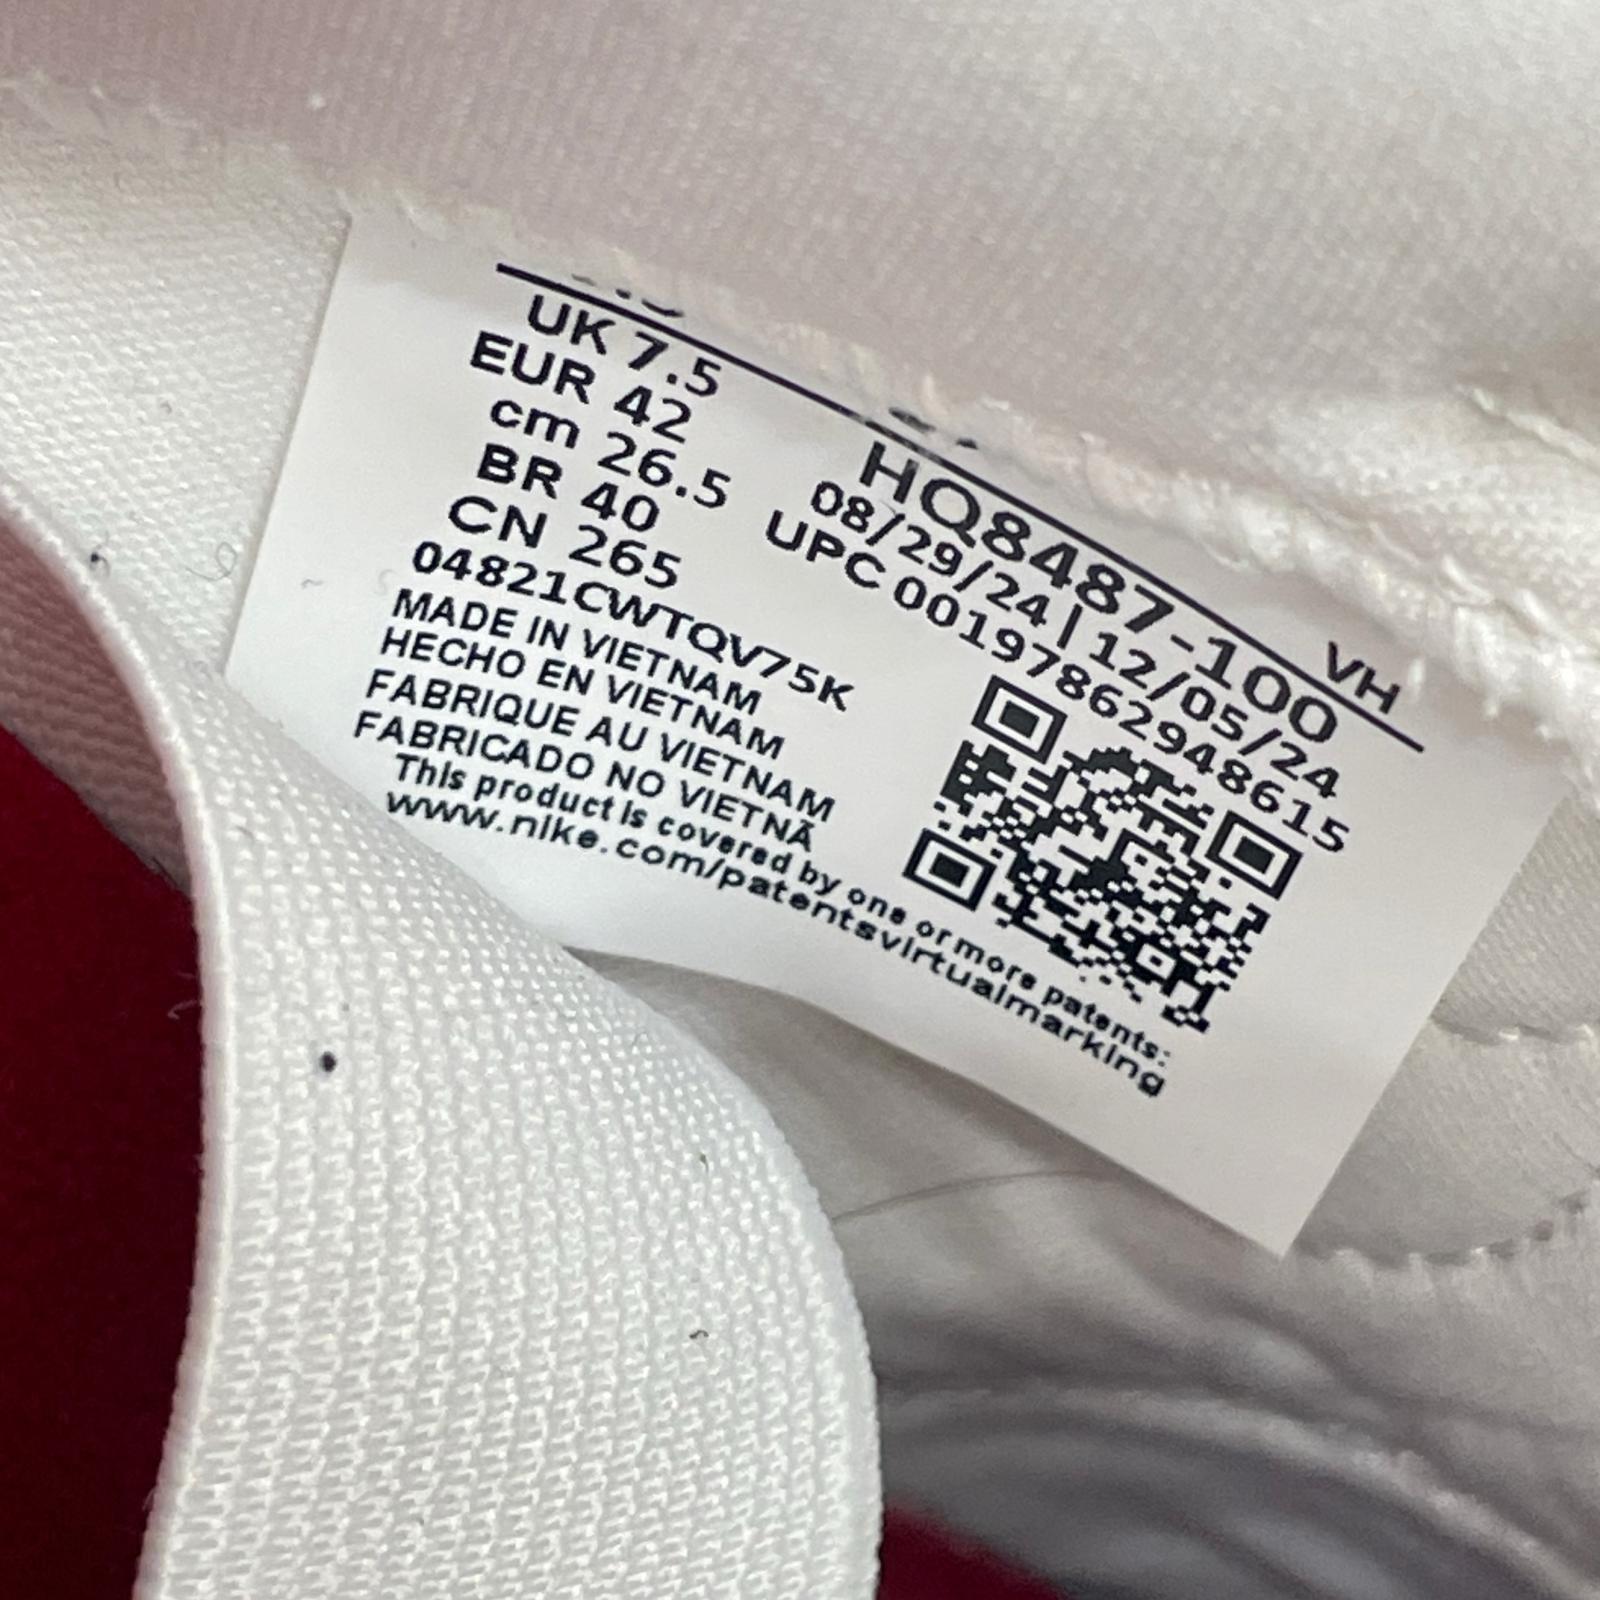 UK 7.5
EUR 42
cm 26.5
BR 40
CN 265
04821CWTQV75K
MADE IN VIETNAM
HECHO EN VIETNAM
FABRIQUE AU VIETNAM
FABRICADO NO VIETNÃ
This product is covered by one or more patents:
www.nike.com/patentsvirtualmarking
VH
HQ8487-100
08/29/24 | 12/05/24
UPC 00197862948615